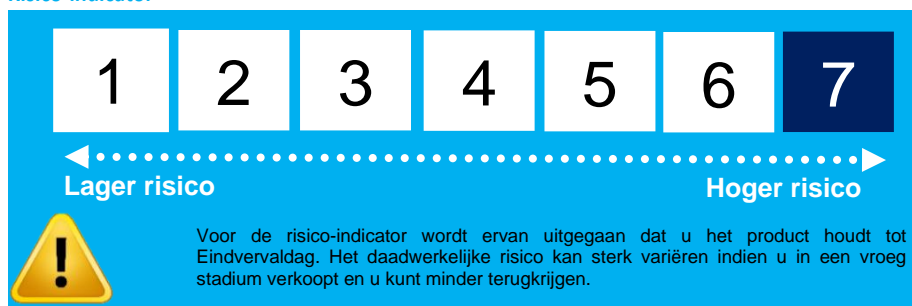 1 2 3 4 5 6 7
Lager risico Hoger risico
Voor de risico-indicator wordt ervan uitgegaan dat u het product houdt tot
Eindvervaldag. Het daadwerkelijke risico kan sterk variëren indien u in een vroeg
stadium verkoopt en u kunt minder terugkrijgen.